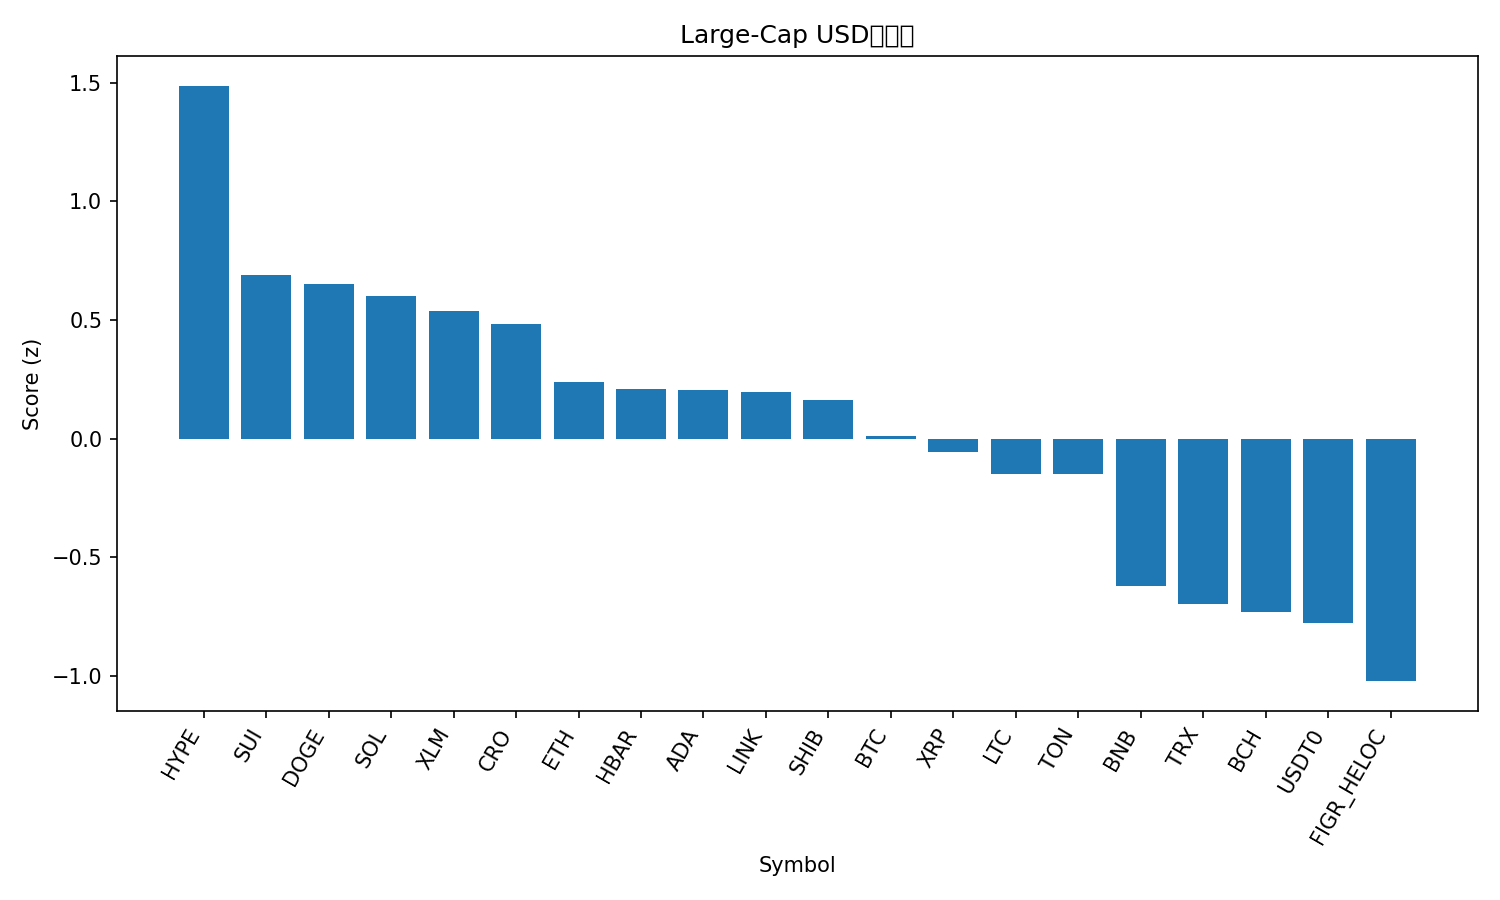 Large-Cap USD
Score (z)
1.5
1.0
0.5
0.0
−0.5
−1.0
HYPE
SUI
DOGE
SOL
XLM
CRO
ETH
HBAR
ADA
LINK
SHIB
BTC
XRP
LTC
TON
BNB
TRX
BCH
USDT0
FIGR_HELOC
Symbol